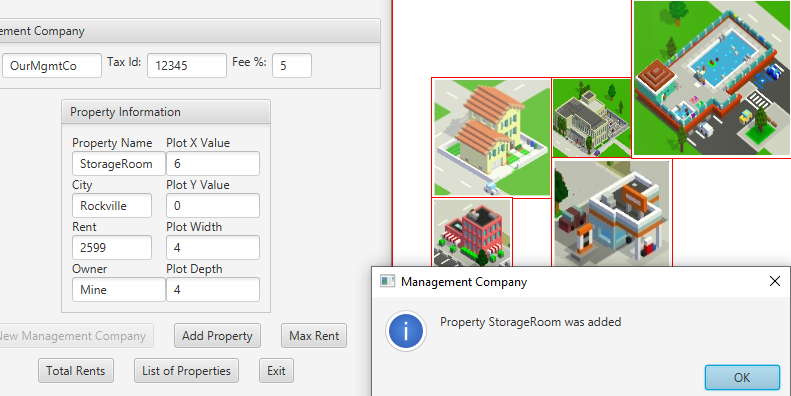 ement Company
OurMgmtCo Tax Id: 12345 Fee %: 5
Property Information
Property Name Plot X Value
StorageRoom 6
City Plot Y Value
Rockville 0
Rent Plot Width
2599 4
Owner Plot Depth
Mine 4
New Management Company Add Property Max Rent
Total Rents List of Properties Exit
Management Company
Property StorageRoom was added
OK